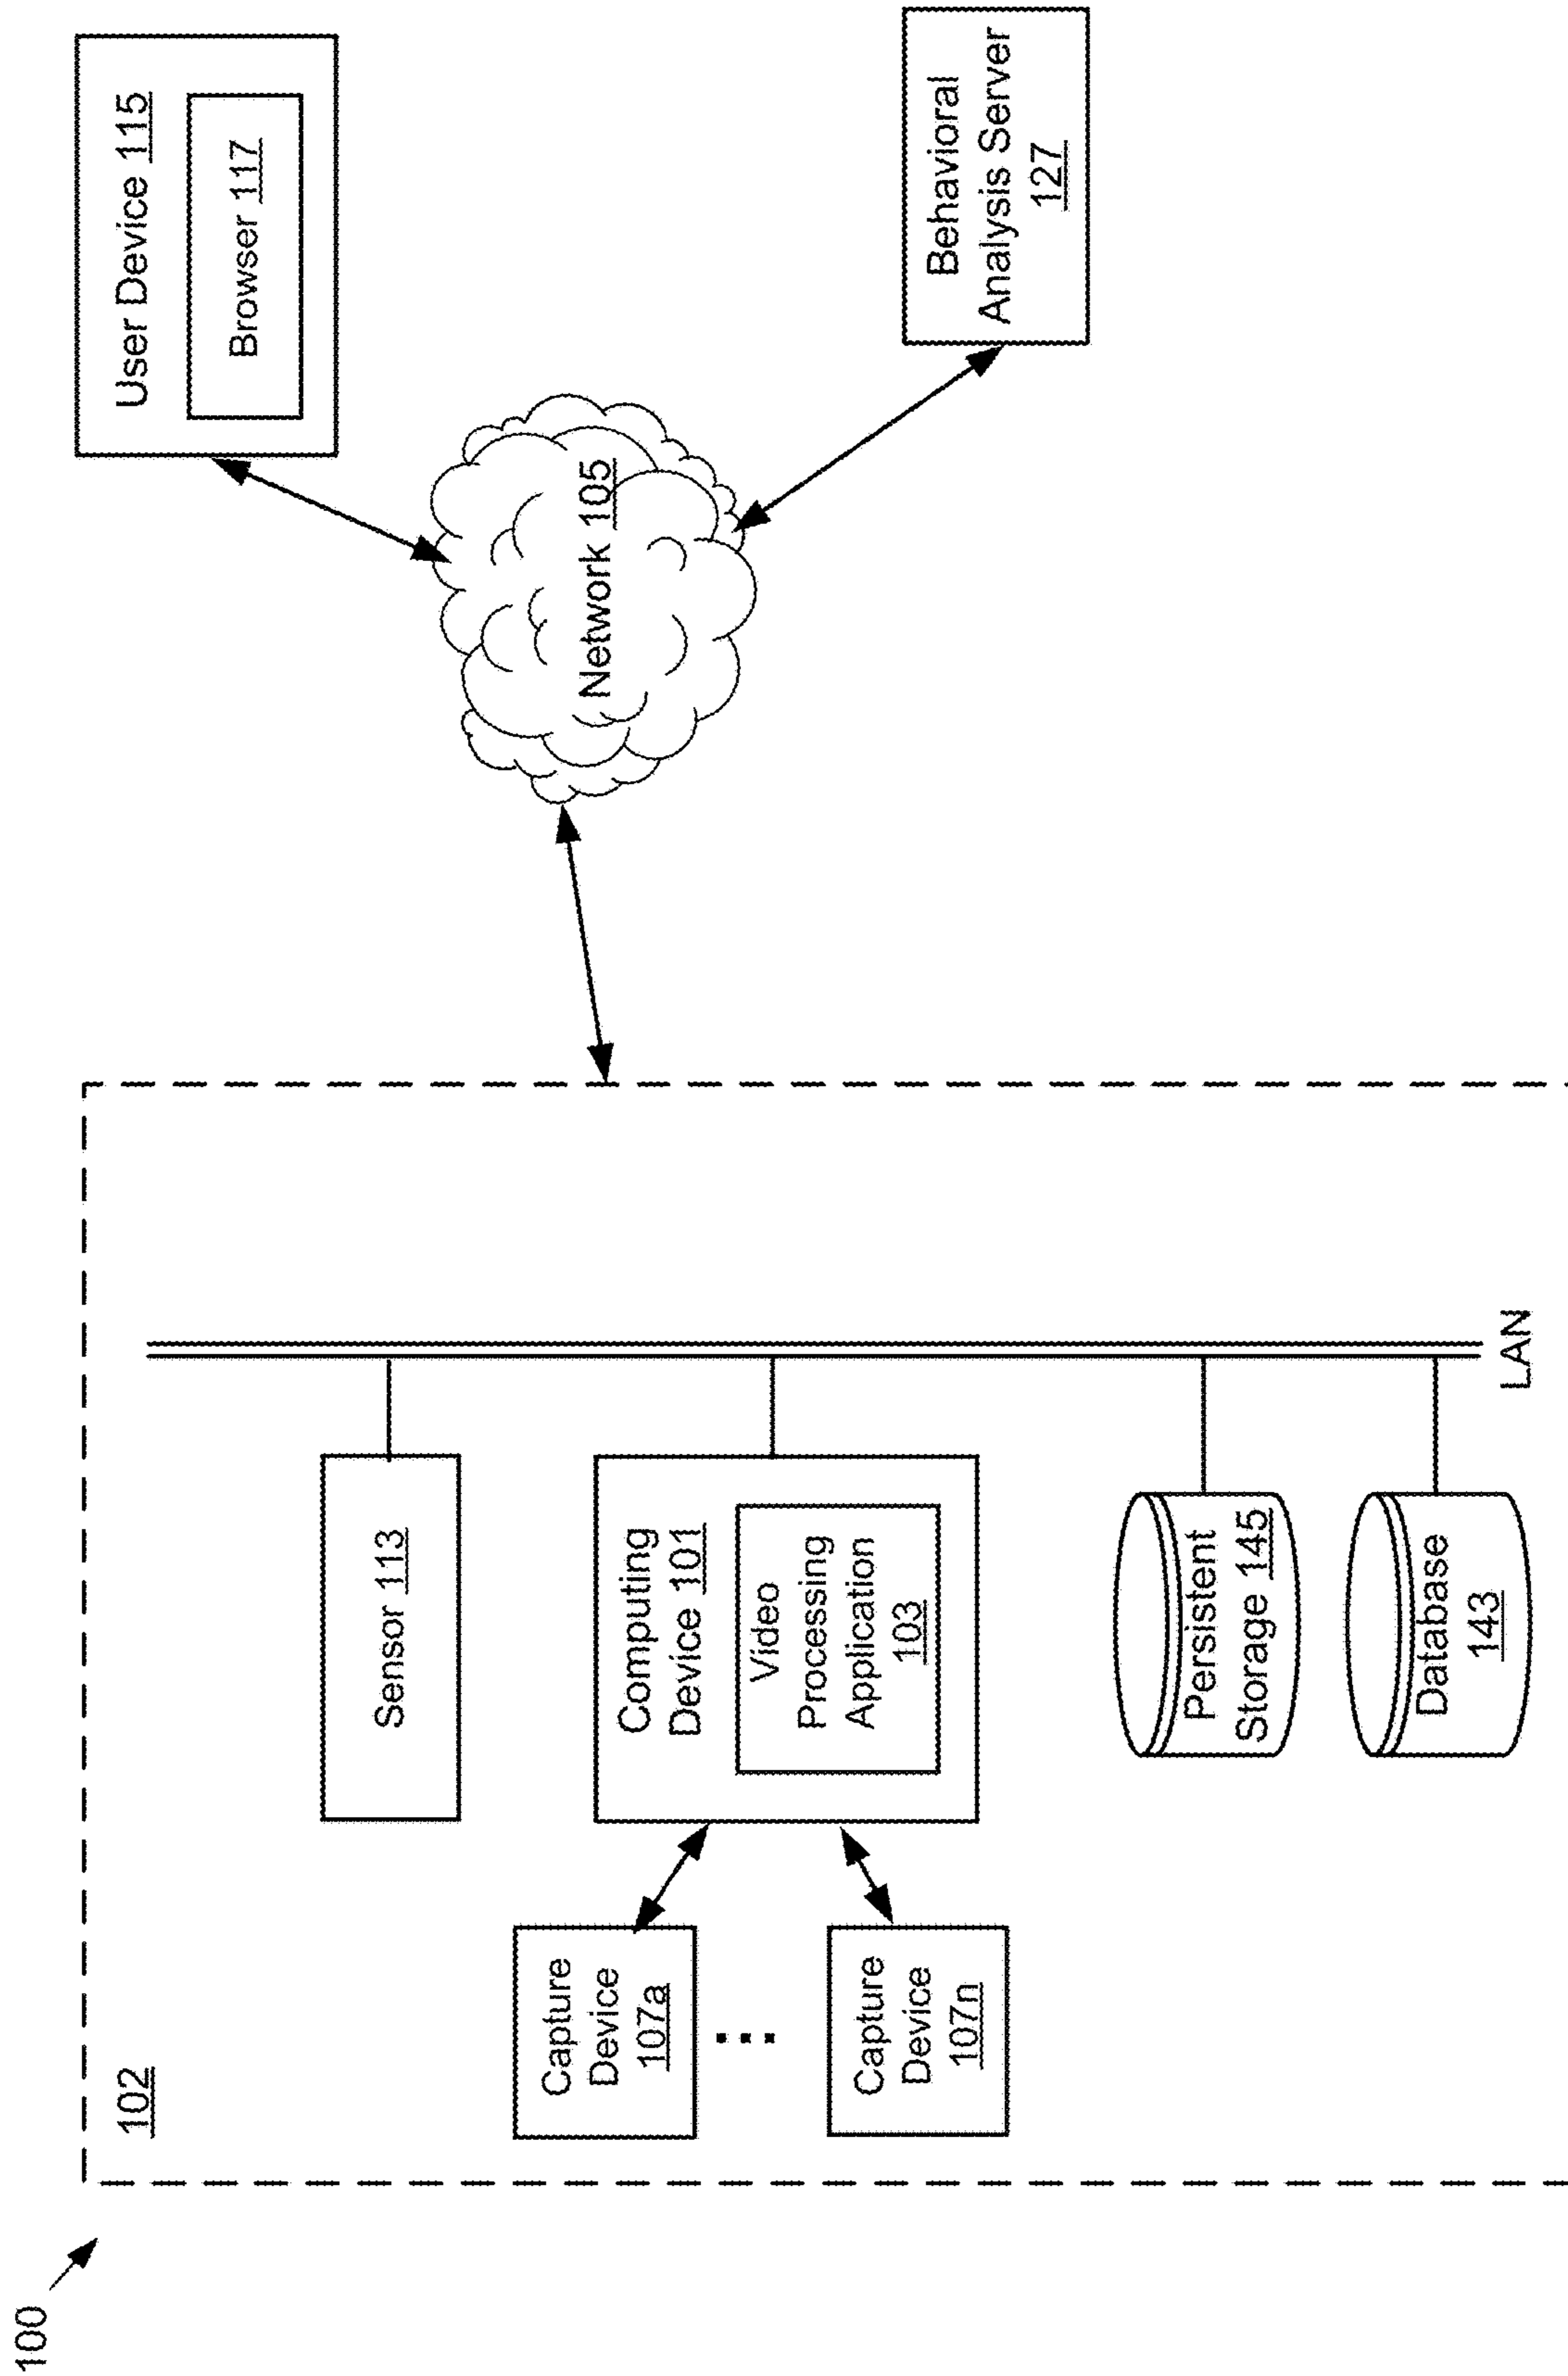 100
102
Capture
Device
107a
Capture
Device
107n
Sensor 113
Computing
Device 101
Video
Processing
Application
103
Persistent
Storage 145
Database
143
LAN
Network 105
User Device 115
Browser 117
Behavioral
Analysis Server
127